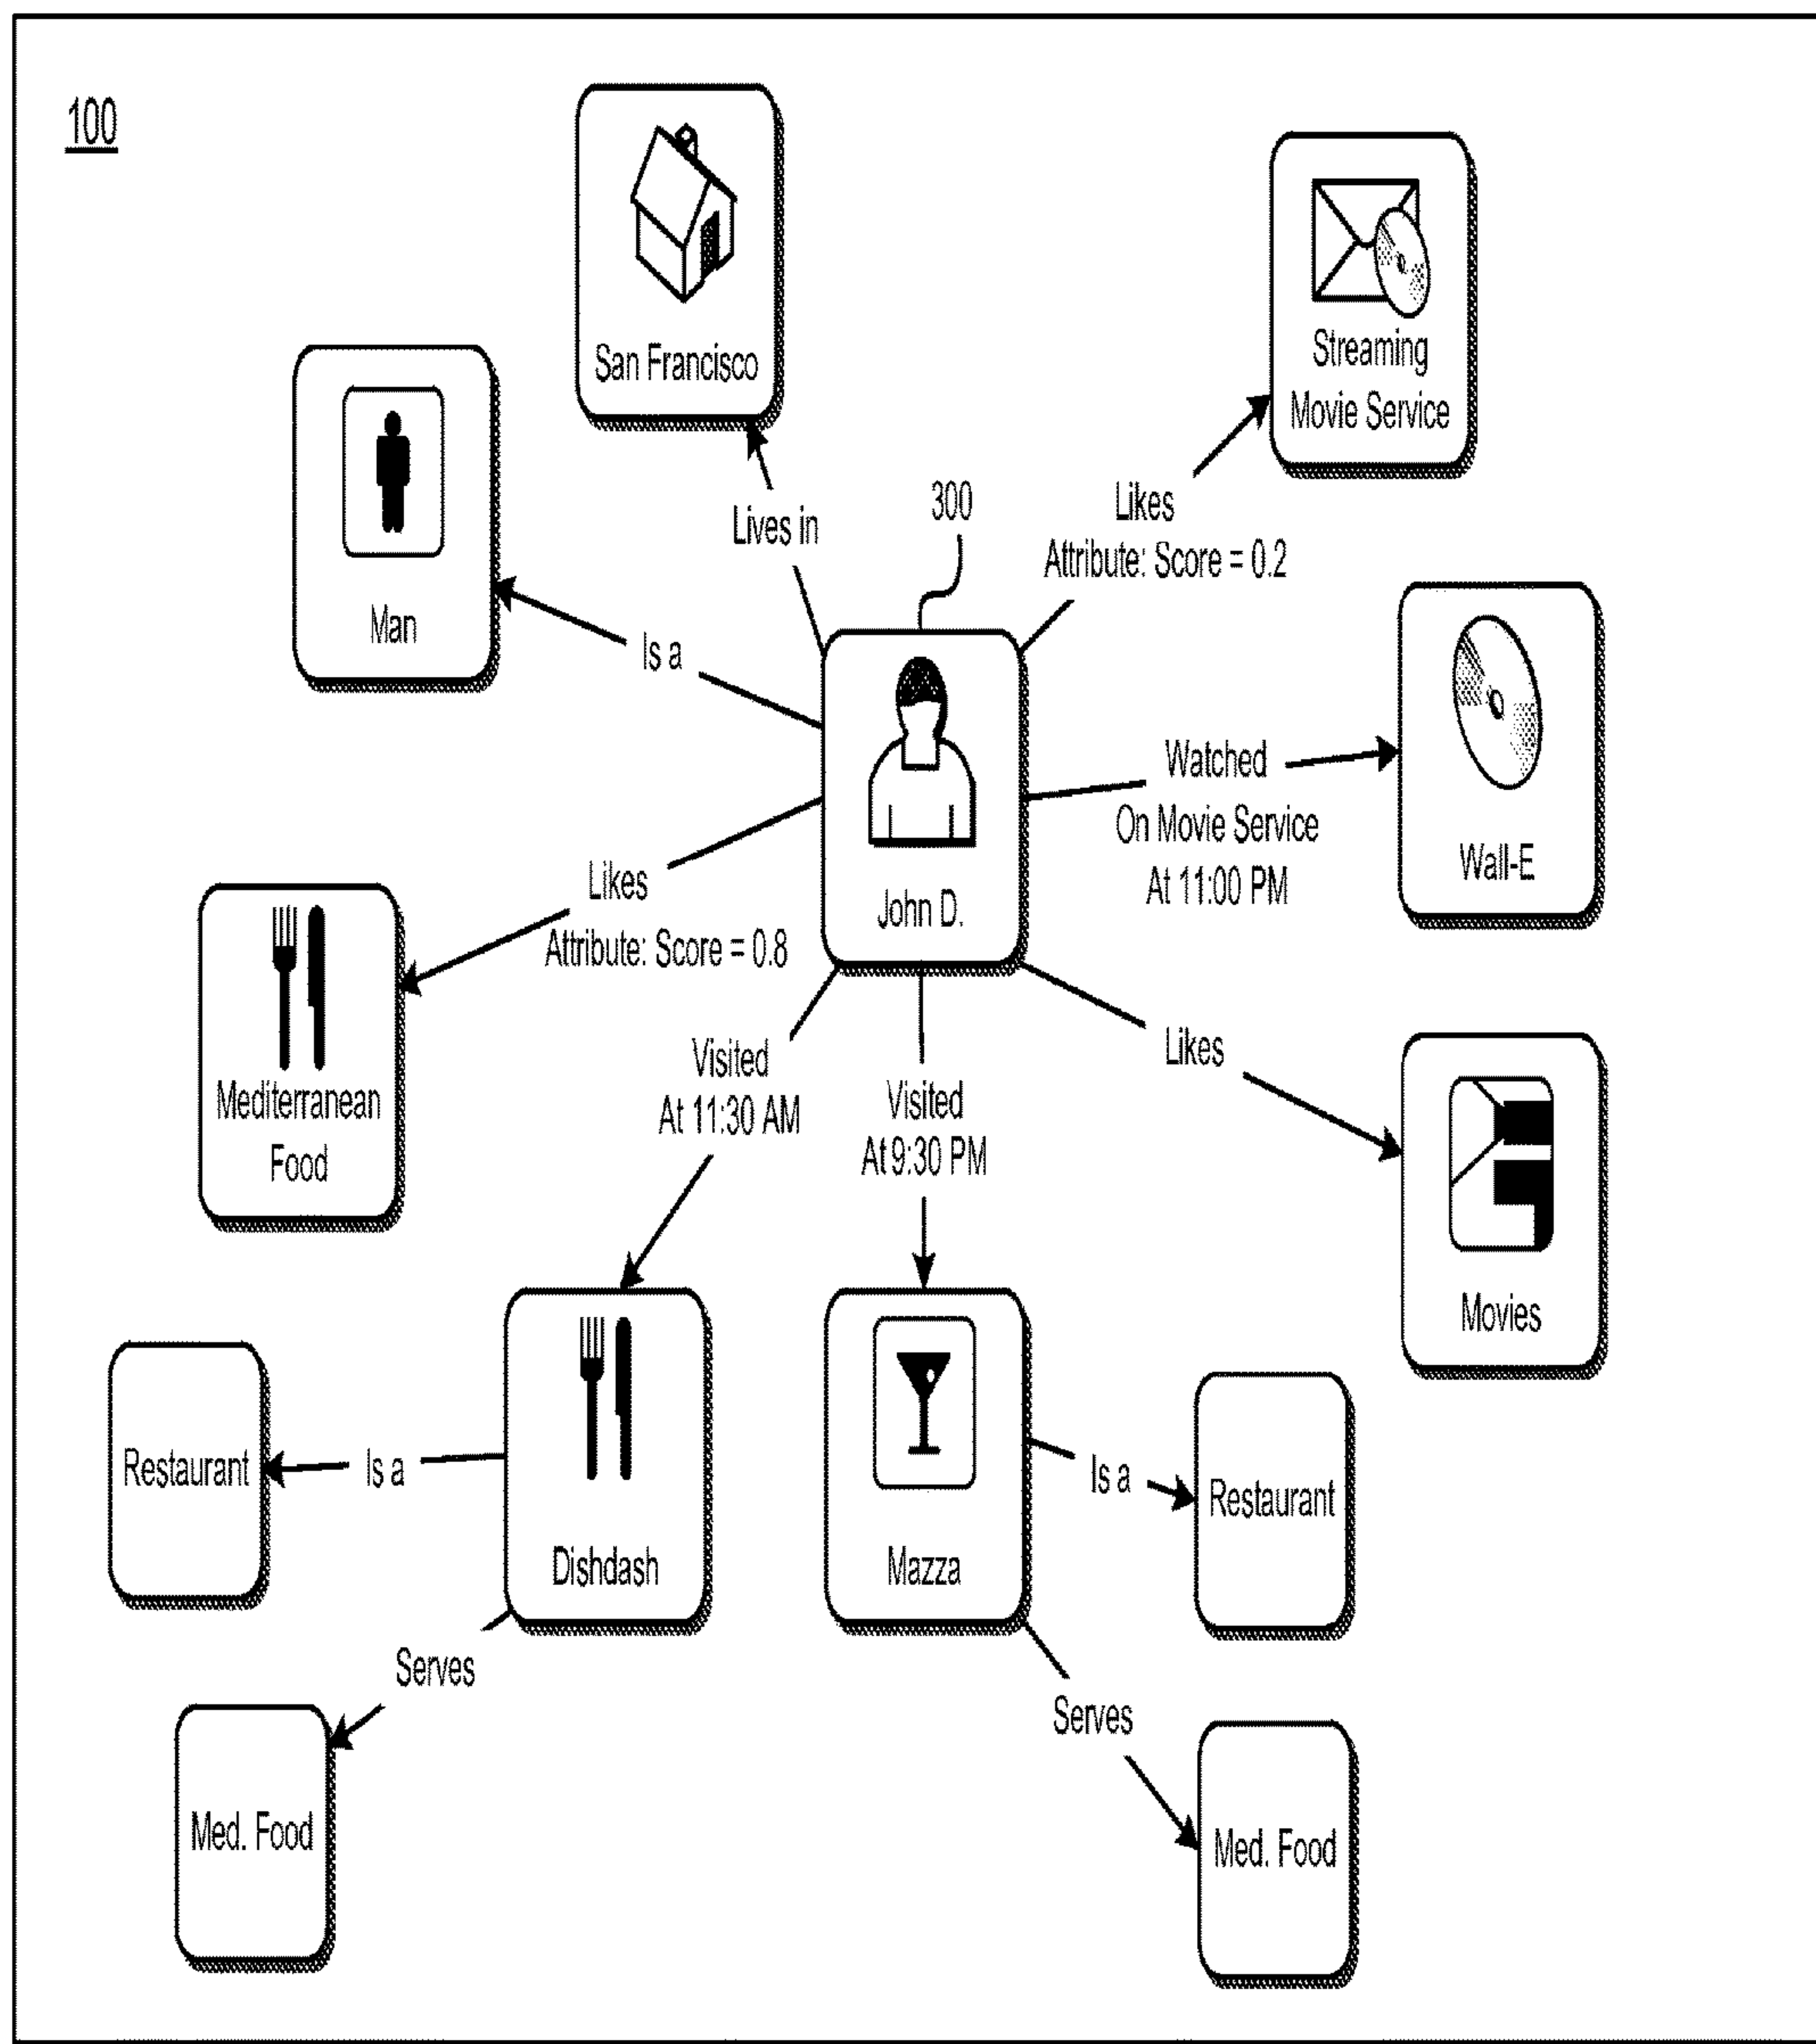 100
San Francisco
Streaming
Movie Service
Man
Lives in
300
Likes
Attribute: Score = 0.2
Is a
Watched
On Movie Service
At 11:00 PM
Wall-E
John D.
Likes
Attribute: Score = 0.8
Mediterranean
Food
Visited
At 11:30 AM
Visited
At 9:30 PM
Likes
Movies
Restaurant
Is a
Dishdash
Mazza
Is a
Restaurant
Serves
Serves
Med. Food
Med. Food